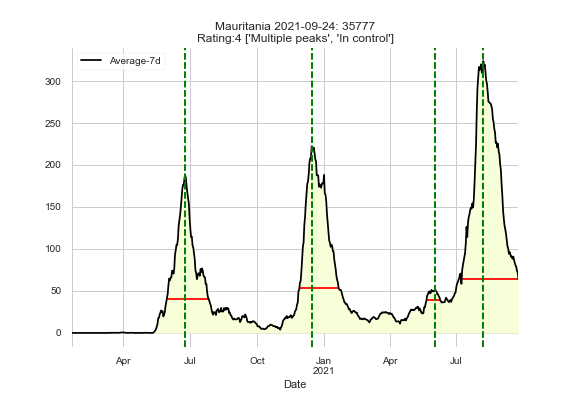 Mauritania 2021-09-24: 35777
Rating:4 ['Multiple peaks', 'In control']
Average-7d
300
250
200
150
100
50
0
Apr Jul Oct Jan Apr Jul
2021
Date